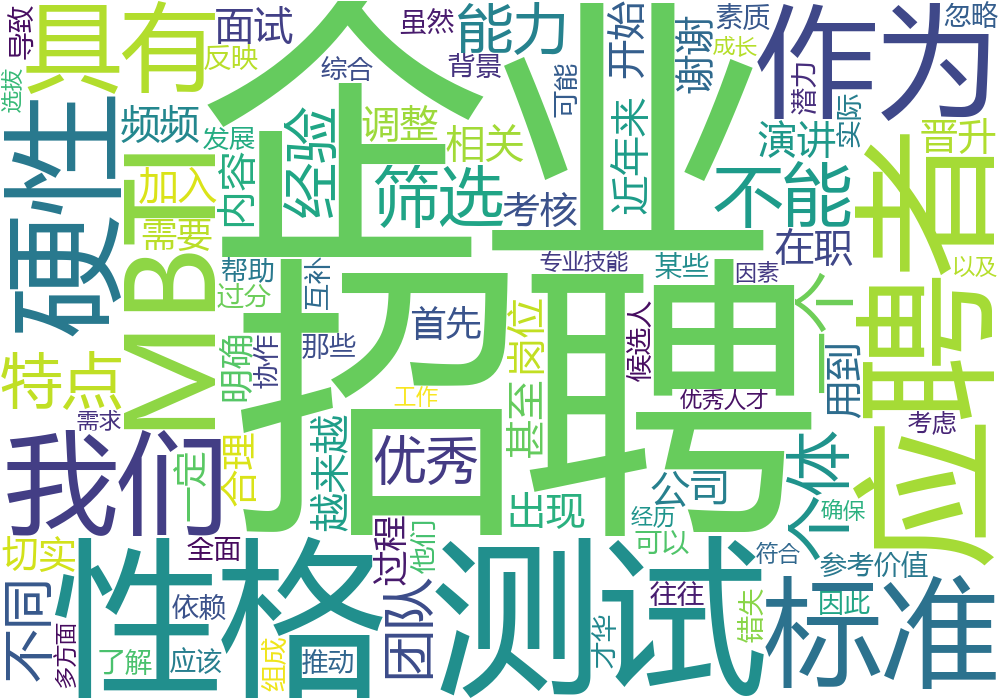 导致
具有
面试
企业
虽然
能力
开始
谢谢
素质
忽略
作为
成长
选拔
反映
综合
背景
可能
潜力
实际
硬性
频频
发展
经验
调整
相关
近年来
演讲
晋升
内容
加入
MBTI
筛选
考核
不能
应聘者
需要
帮助
过分
互补
专业技能
某些
因素
在职
以及
招聘
特点
明确
协作
那些
首先
岗位
候选人
个人
用到
需求
工作
优秀人才
考虑
我们
一定
合理
越来越
优秀
甚至
出现
公司
个体
经历
确保
切实
全面
过程
他们
可以
符合
参考价值
不同
性格测试
标准
多方面
了解
应该
依赖
组成
推动
团队
才华
往往
错失
因此